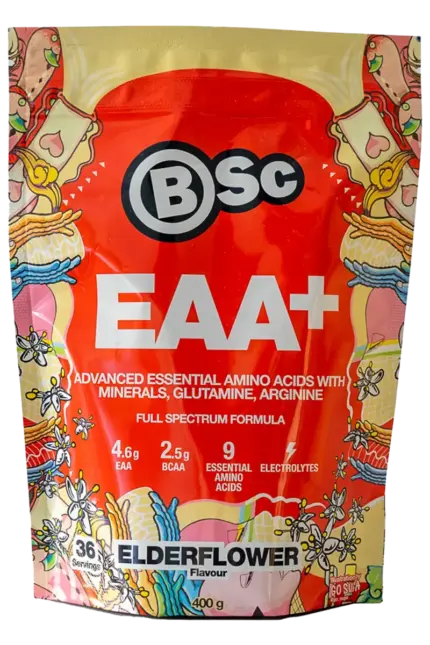 BSc
EAA+
ADVANCED ESSENTIAL AMINO ACIDS WITH
MINERALS, GLUTAMINE, ARGININE
FULL SPECTRUM FORMULA
4.6g
EAA
2.5g
BCAA
9
ESSENTIAL
AMINO
ACIDS
ELECTROLYTES
36
Servings
ELDERFLOWER
Flavour
400 g